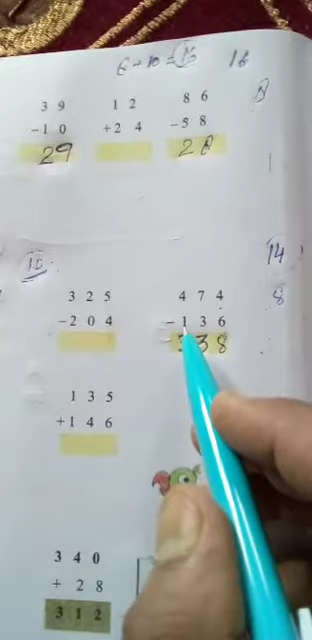 6 - 10 = 16 16
3 9 1 2 8 6
- 1 0 + 2 4 - 5 8
29 28
10 14
3 2 5 4 7 4 8
- 2 0 4 - 1 3 6
338
1 3 5
+ 1 4 6
3 4 0
+ 2 8
3 1 2